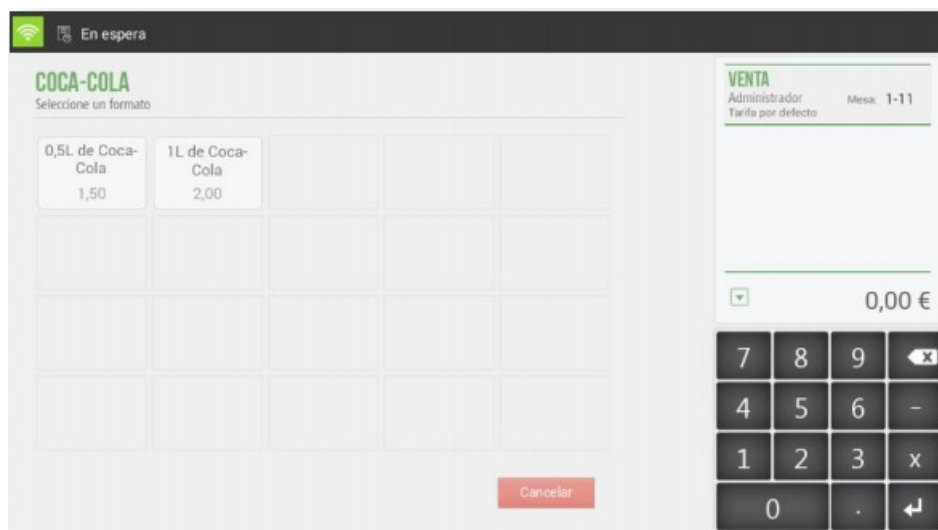 En espera
COCA-COLA
Seleccione un formato
0,5L de Coca-
Cola
1,50
1L de Coca-
Cola
2,00
Cancelar
VENTA
Administrador
Mesa: 1-11
Tarifa por defecto
0,00 €
7 8 9
4 5 6 -
1 2 3 x
0 .